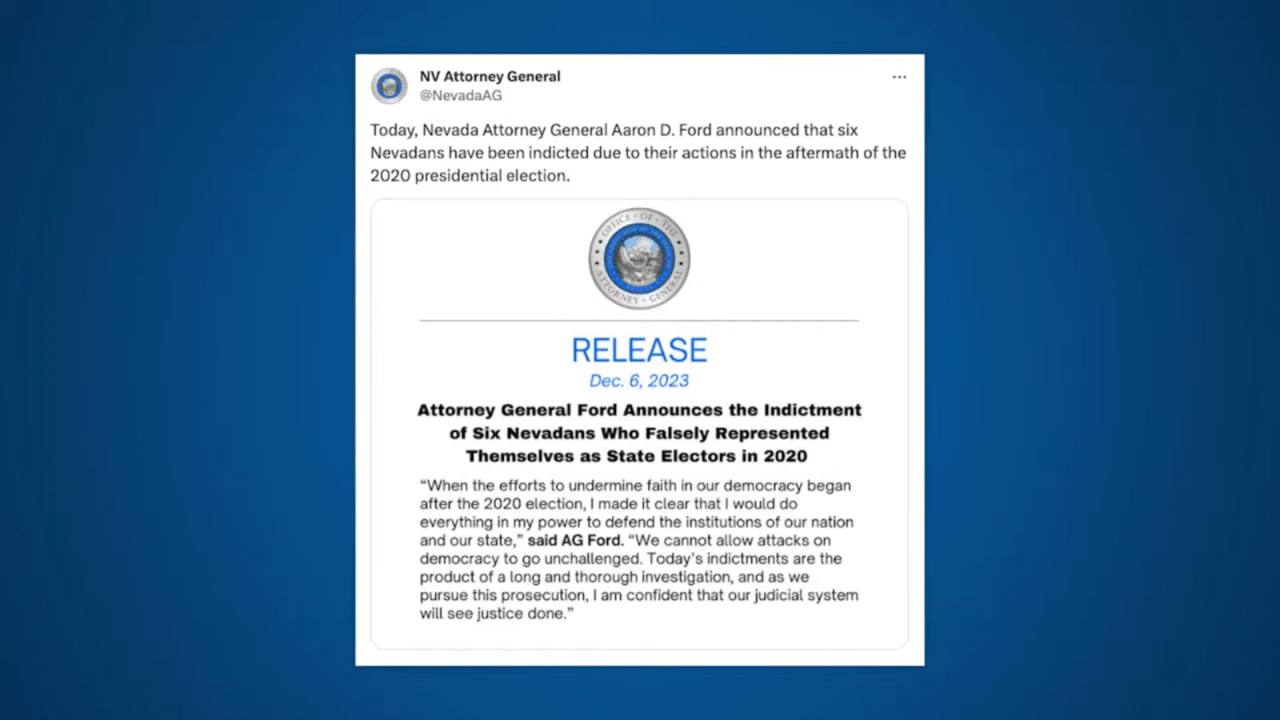 NV Attorney General
@NevadaAG
Today, Nevada Attorney General Aaron D. Ford announced that six
Nevadans have been indicted due to their actions in the aftermath of the
2020 presidential election.
OFFICE • OF • THE
ATTORNEY • GENERAL
RELEASE
Dec. 6, 2023
Attorney General Ford Announces the Indictment
of Six Nevadans Who Falsely Represented
Themselves as State Electors in 2020
“When the efforts to undermine faith in our democracy began
after the 2020 election, I made it clear that I would do
everything in my power to defend the institutions of our nation
and our state,” said AG Ford. “We cannot allow attacks on
democracy to go unchallenged. Today’s indictments are the
product of a long and thorough investigation, and as we
pursue this prosecution, I am confident that our judicial system
will see justice done.”